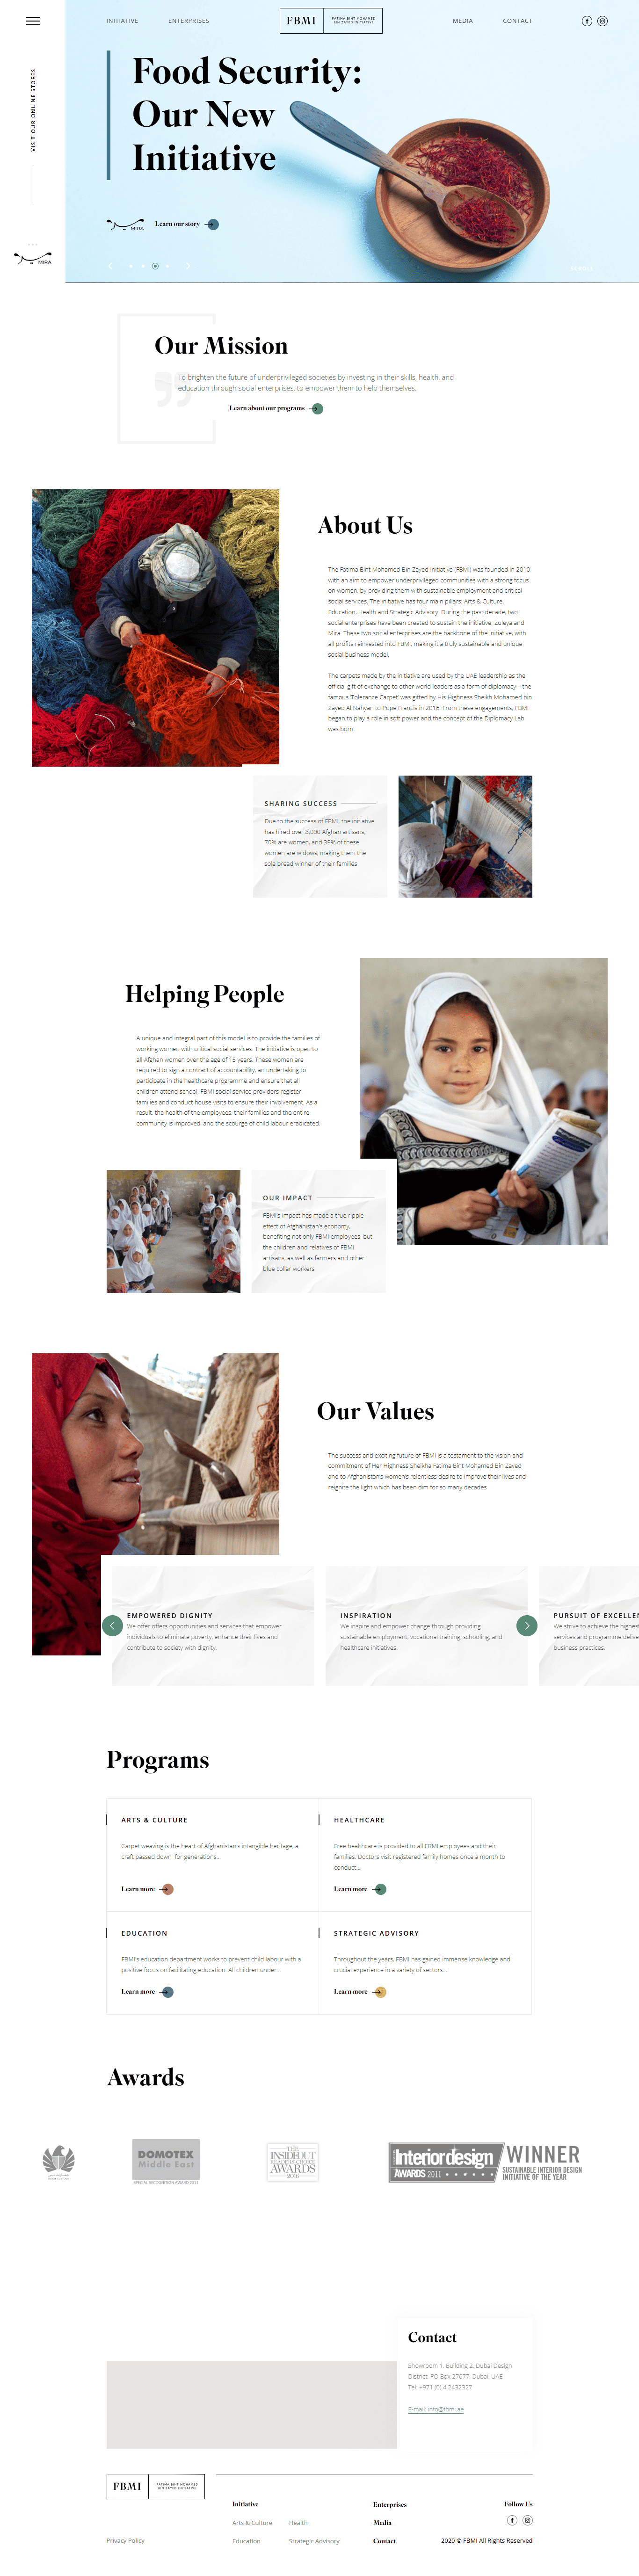 INITIATIVE
ENTERPRISES
FBMI
FATIMA BINT MOHAMED
BIN ZAYED INITIATIVE
MEDIA
CONTACT
VISIT OUR ONLINE STORES
MIRA
Food Security:
Our New
Initiative
MIRA
Learn our story
Our Mission
To brighten the future of underprivileged societies by investing in their skills, health, and
education through social enterprises, to empower them to help themselves.
Learn about our programs
About Us
The Fatima Bint Mohamed Bin Zayed Initiative (FBMI) was founded in 2010
with an aim to empower underprivileged communities with a strong focus
on women, by providing them with sustainable employment and critical
social services. The initiative has four main pillars: Arts & Culture,
Education, Health and Strategic Advisory. During the past decade, two
social enterprises have been created to sustain the initiative; Zuleya and
Mira. These two social enterprises are the backbone of the initiative, with
all profits reinvested into FBMI, making it a truly sustainable and unique
social business model.
The carpets made by the initiative are used by the UAE leadership as the
official gift of exchange to other world leaders as a form of diplomacy – the
famous 'Tolerance Carpet' was gifted by His Highness Sheikh Mohamed bin
Zayed Al Nahyan to Pope Francis in 2016. From these engagements, FBMI
began to play a role in soft power and the concept of the Diplomacy Lab
was born.
SHARING SUCCESS
Due to the success of FBMI, the initiative
has hired over 8,000 Afghan artisans,
70% are women, and 35% of these
women are widows, making them the
sole bread winner of their families
Helping People
A unique and integral part of this model is to provide the families of
working women with critical social services. The initiative is open to
all Afghan women over the age of 15 years. These women are
required to sign a contract of accountability, an undertaking to
participate in the healthcare programme and ensure that all
children attend school. FBMI social service providers register
families and conduct house visits to ensure their involvement. As a
result, the health of the employees, their families and the entire
community is improved, and the scourge of child labour eradicated.
OUR IMPACT
FBMI's impact has made a true ripple
effect of Afghanistan's economy,
benefiting not only FBMI employees, but
the children and relatives of FBMI
artisans, as well as farmers and other
blue collar workers
Our Values
The success and exciting future of FBMI is a testament to the vision and
commitment of Her Highness Sheikha Fatima Bint Mohamed Bin Zayed
and to Afghanistan's women's relentless desire to improve their lives and
reignite the light which has been dim for so many decades
EMPOWERED DIGNITY
We offer offers opportunities and services that empower
individuals to eliminate poverty, enhance their lives and
contribute to society with dignity.
INSPIRATION
We inspire and empower change through providing
sustainable employment, vocational training, schooling, and
healthcare initiatives
PURSUIT OF EXCELLEN
We strive to achieve the highest
services and programme delive
business practices
Programs
ARTS & CULTURE
Carpet weaving is the heart of Afghanistan's intangible heritage, a
craft passed down for generations...
Learn more
HEALTHCARE
Free healthcare is provided to all FBMI employees and their
families. Doctors visit registered family homes once a month to
conduct...
Learn more
EDUCATION
FBMI's education department works to prevent child labour with a
positive focus on facilitating education. All children under...
Learn more
STRATEGIC ADVISORY
Throughout the years, FBMI has gained immense knowledge and
crucial experience in a variety of sectors...
Learn more
Awards
DOMOTEX
Middle East
SPECIAL RECOGNITION AWARD 2011
THE
INSIDEOUT
READERS' CHOICE
AWARDS
2016
Interior design
AWARDS 2011
WINNER
SUSTAINABLE INTERIOR DESIGN
INITIATIVE OF THE YEAR
Contact
Showroom 1, Building 2, Dubai Design
District, PO Box 27677, Dubai, UAE
Tel: +971 (0) 4 2432327
E-mail: info@fbmi.ae
FBMI
FATIMA BINT MOHAMED
BIN ZAYED INITIATIVE
Initiative
Arts & Culture
Health
Education
Strategic Advisory
Enterprises
Media
Contact
Follow Us
Privacy Policy
2020 © FBMI All Rights Reserved